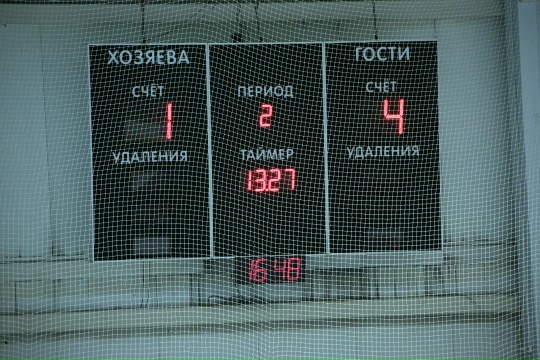 ХОЗЯЕВА
СЧЁТ
1
УДАЛЕНИЯ
ПЕРИОД
2
ТАЙМЕР
13:27
ГОСТИ
СЧЁТ
4
УДАЛЕНИЯ
16:48